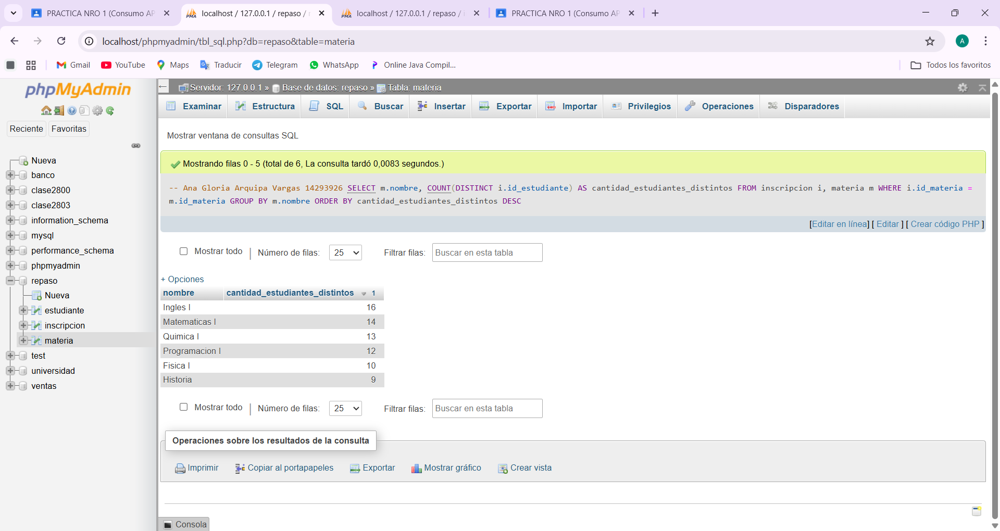 PRACTICA NRO 1 (Consumo AP
localhost / 127.0.0.1 / repaso /
localhost / 127.0.0.1 / repaso /
PRACTICA NRO 1 (Consumo AP
localhost/phpmyadmin/tbl_sql.php?db=repaso&table=materia
A
Gmail
YouTube
Maps
Traducir
Telegram
WhatsApp
Online Java Compil...
Todos los favoritos
phpMyAdmin
Reciente
Favoritas
Nueva
banco
clase2800
clase2803
information_schema
mysql
performance_schema
phpmyadmin
repaso
Nueva
estudiante
inscripcion
materia
test
universidad
ventas
Servidor: 127.0.0.1 » Base de datos: repaso » Tabla: materia
Examinar
Estructura
SQL
Buscar
Insertar
Exportar
Importar
Privilegios
Operaciones
Disparadores
Mostrar ventana de consultas SQL
Mostrando filas 0 - 5 (total de 6, La consulta tardó 0,0083 segundos.)
-- Ana Gloria Arquipa Vargas 14293926 SELECT m.nombre, COUNT(DISTINCT i.id_estudiante) AS cantidad_estudiantes_distintos FROM inscripcion i, materia m WHERE i.id_materia =
m.id_materia GROUP BY m.nombre ORDER BY cantidad_estudiantes_distintos DESC
[Editar en línea] [ Editar ] [ Crear código PHP ]
Mostrar todo | Número de filas: 25 Filtrar filas: Buscar en esta tabla
+ Opciones
nombre cantidad_estudiantes_distintos 1
Ingles I 16
Matematicas I 14
Quimica I 13
Programacion I 12
Fisica I 10
Historia 9
Mostrar todo | Número de filas: 25 Filtrar filas: Buscar en esta tabla
Operaciones sobre los resultados de la consulta
Imprimir
Copiar al portapapeles
Exportar
Mostrar gráfico
Crear vista
Consola